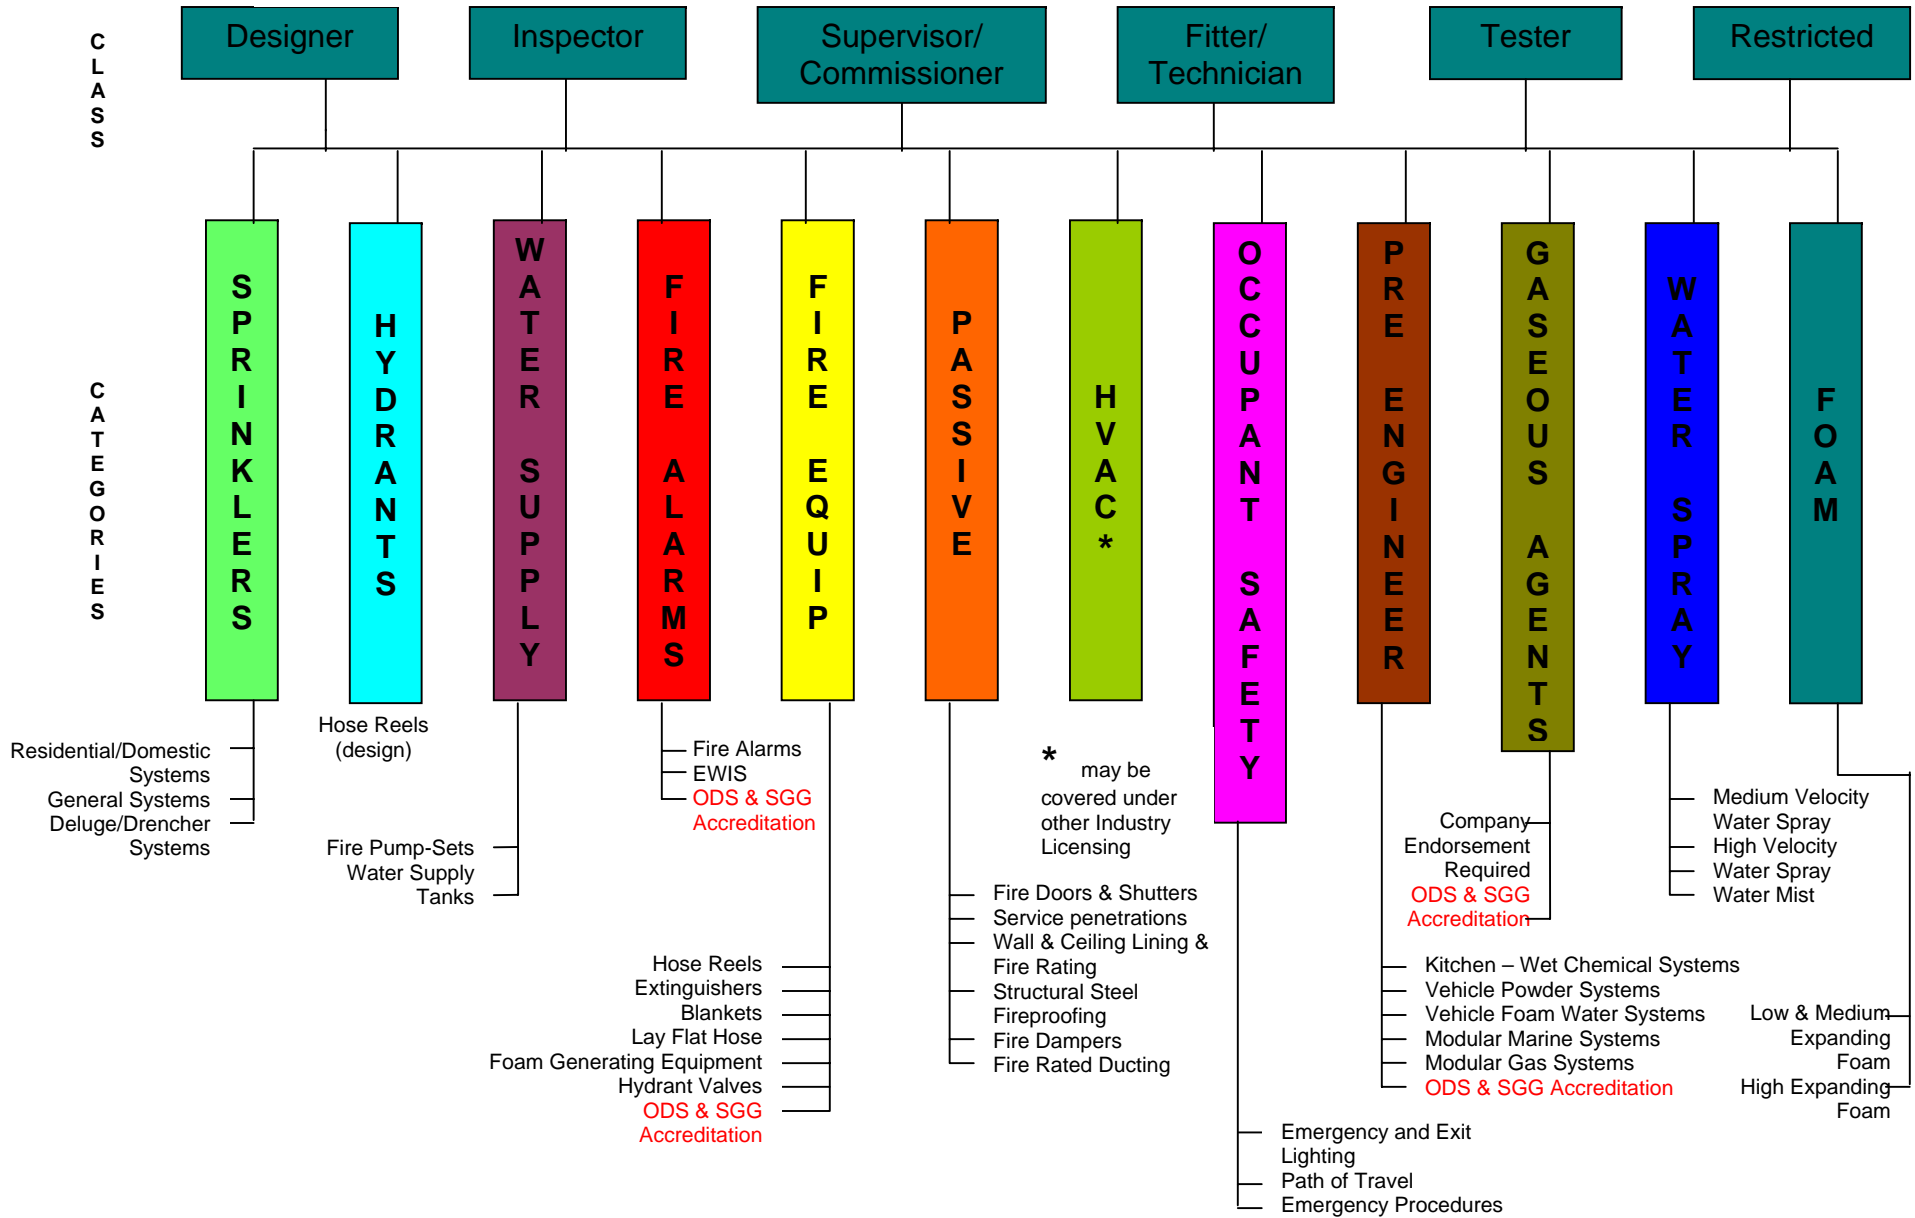 CLASS
Designer
Inspector
Supervisor/
Commissioner
Fitter/
Technician
Tester
Restricted
CATEGORIES
SPRINKLERS
HYDRANTS
WATER SUPPLY
FIRE ALARMS
FIRE EQUIP
PASSIVE
HVAC*
OCCUPANT SAFETY
PRE ENGINEER
GASEOUS AGENTS
WATER SPRAY
FOAM
Residential/Domestic
Systems
General Systems
Deluge/Drencher
Systems
Hose Reels
(design)
Fire Pump-Sets
Water Supply
Tanks
Fire Alarms
EWIS
ODS & SGG
Accreditation
Hose Reels
Extinguishers
Blankets
Lay Flat Hose
Foam Generating Equipment
Hydrant Valves
ODS & SGG
Accreditation
Fire Doors & Shutters
Service penetrations
Wall & Ceiling Lining &
Fire Rating
Structural Steel
Fireproofing
Fire Dampers
Fire Rated Ducting
* may be
covered under
other Industry
Licensing
Emergency and Exit
Lighting
Path of Travel
Emergency Procedures
Kitchen – Wet Chemical Systems
Vehicle Powder Systems
Vehicle Foam Water Systems
Modular Marine Systems
Modular Gas Systems
ODS & SGG Accreditation
Company
Endorsement
Required
ODS & SGG
Accreditation
Medium Velocity
Water Spray
High Velocity
Water Spray
Water Mist
Low & Medium
Expanding
Foam
High Expanding
Foam